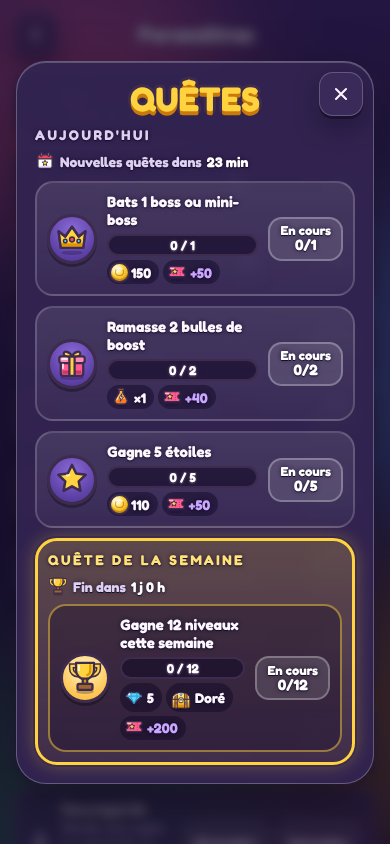 QUÊTES
AUJOURD'HUI
Nouvelles quêtes dans 23 min
Bats 1 boss ou mini-
boss
0 / 1
150 +50
En cours
0/1
Ramasse 2 bulles de
boost
0 / 2
x1 +40
En cours
0/2
Gagne 5 étoiles
0 / 5
110 +50
En cours
0/5
QUÊTE DE LA SEMAINE
Fin dans 1 j 0 h
Gagne 12 niveaux
cette semaine
0 / 12
5 Doré
+200
En cours
0/12